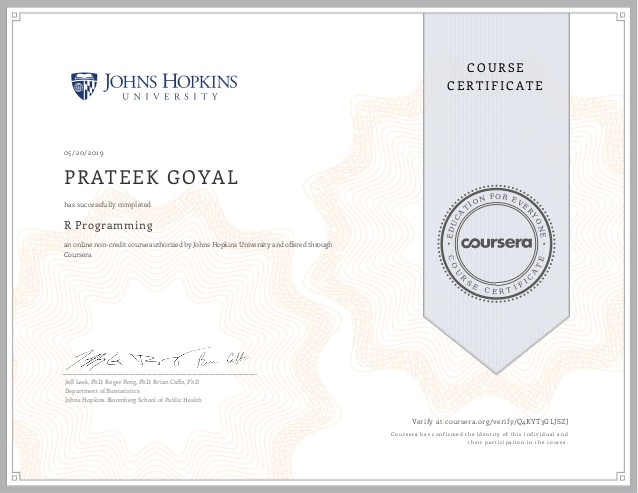 JOHNS HOPKINS
UNIVERSITY
COURSE
CERTIFICATE
05/20/2019
PRATEEK GOYAL
has successfully completed
R Programming
an online non-credit course authorized by Johns Hopkins University and offered through
Coursera
EDUCATION FOR EVERYONE
coursera
COURSE CERTIFICATE
Jeff Leek, PhD; Roger Peng, PhD; Brian Caffo, PhD
Department of Biostatistics
Johns Hopkins Bloomberg School of Public Health
Verify at coursera.org/verify/Q4KYT3GLJSZJ
Coursera has confirmed the identity of this individual and
their participation in the course.